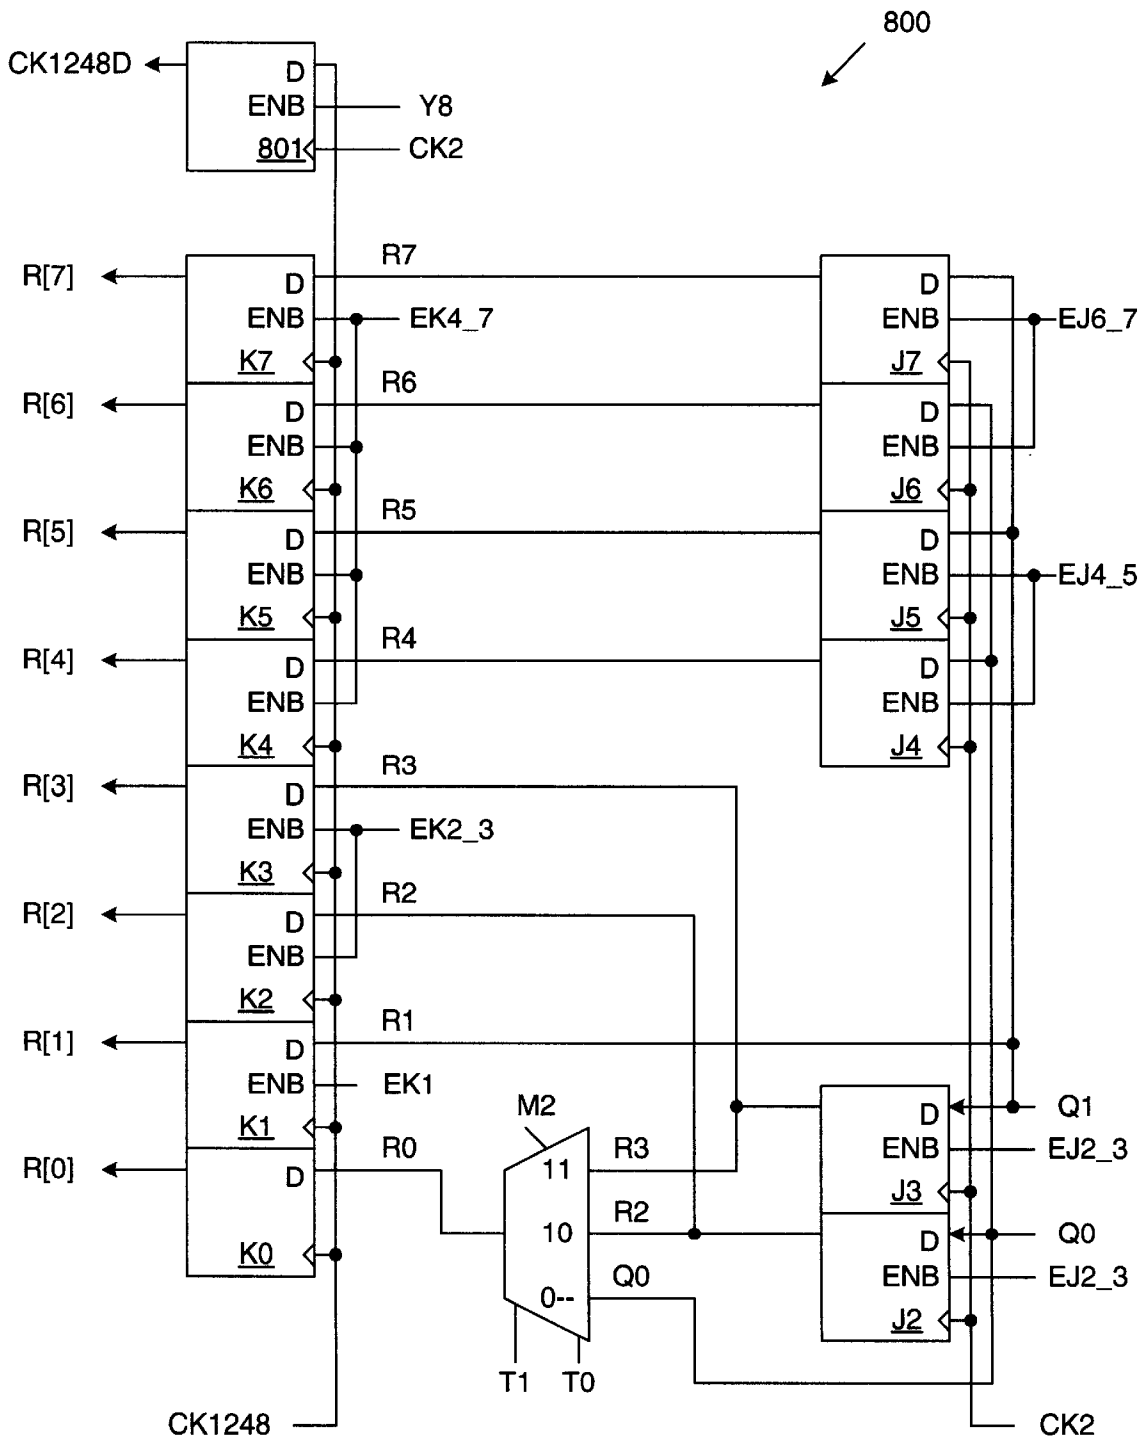 800
CK1248D
D
ENB
Y8
801
CK2
R[7]
D
R7
D
ENB
EK4_7
ENB
EJ6_7
K7
J7
R[6]
D
R6
D
ENB
ENB
K6
J6
R[5]
D
R5
D
ENB
ENB
EJ4_5
K5
J5
R[4]
D
R4
D
ENB
ENB
K4
J4
R[3]
D
R3
ENB
EK2_3
K3
R[2]
D
R2
ENB
K2
R[1]
D
R1
ENB
EK1
K1
M2
D
Q1
R[0]
D
R0
11
R3
ENB
EJ2_3
J3
K0
10
R2
D
Q0
0--
Q0
ENB
EJ2_3
J2
T1
T0
CK1248
CK2